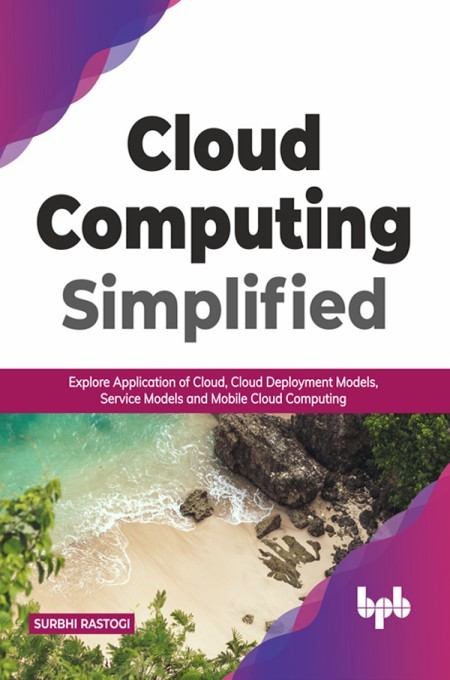 Cloud
Computing
Simplified
Explore Application of Cloud, Cloud Deployment Models,
Service Models and Mobile Cloud Computing
SURBHI RASTOGI
bpb